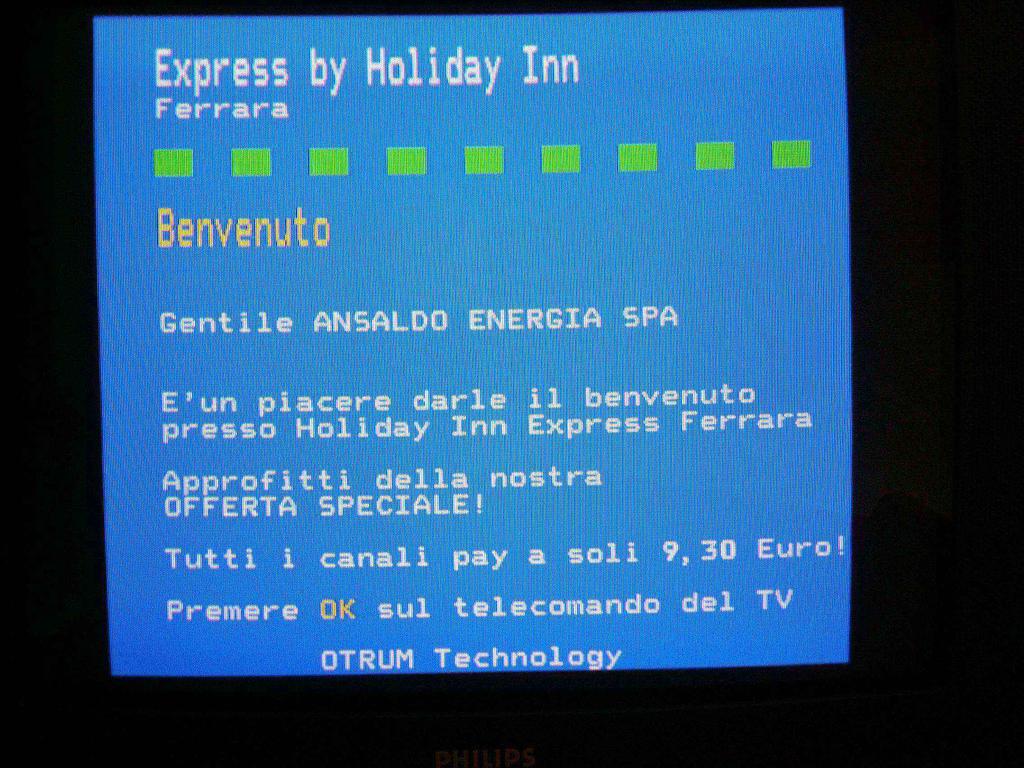 Express by Holiday Inn
Ferrara
Benvenuto
Gentile ANSALDO ENERGIA SPA
E'un piacere darle il benvenuto
presso Holiday Inn Express Ferrara
Approfitti della nostra
OFFERTA SPECIALE!
Tutti i canali pay a soli 9,30 Euro!
Premere OK sul telecomando del TV
OTRUM Technology
PHILIPS